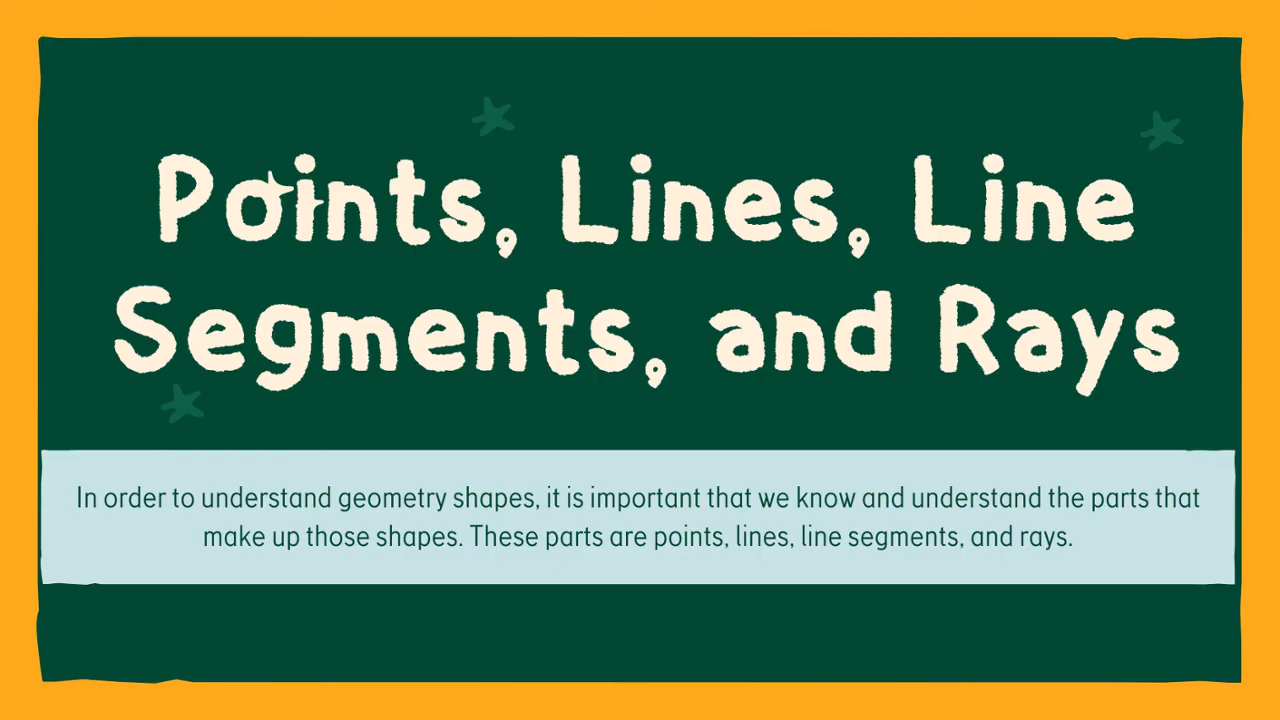 Points, Lines, Line
Segments, and Rays
In order to understand geometry shapes, it is important that we know and understand the parts that
make up those shapes. These parts are points, lines, line segments, and rays.